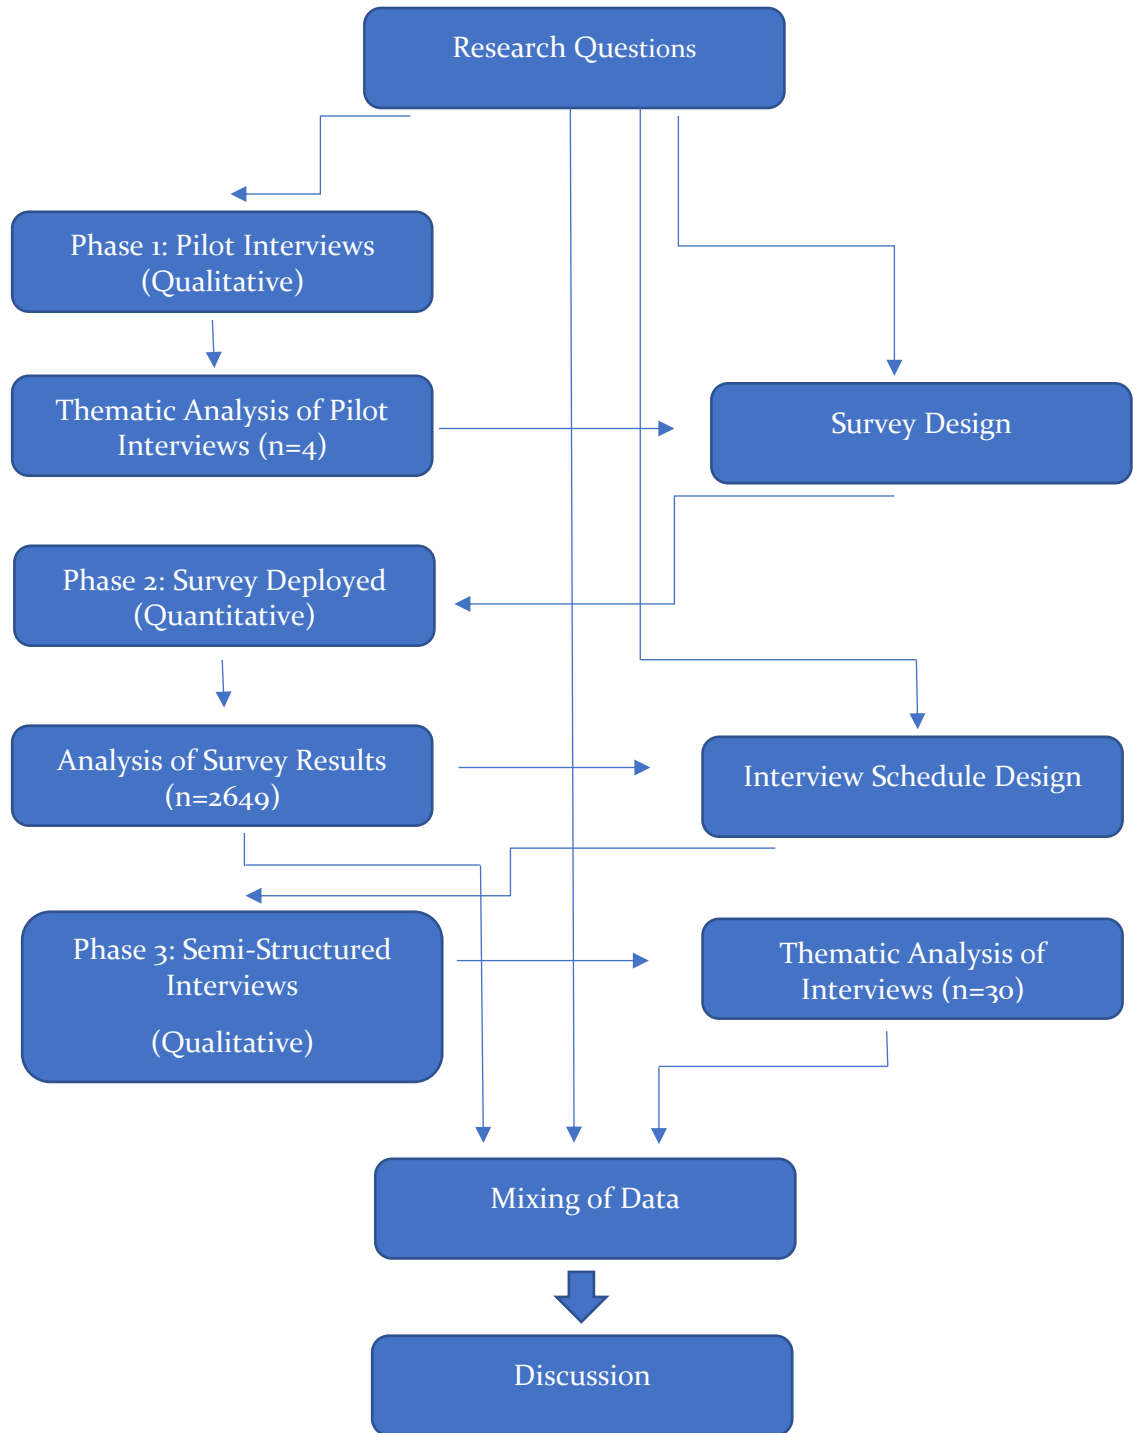 Research Questions
Phase 1: Pilot Interviews
(Qualitative)
Thematic Analysis of Pilot
Interviews (n=4)
Survey Design
Phase 2: Survey Deployed
(Quantitative)
Analysis of Survey Results
(n=2649)
Interview Schedule Design
Phase 3: Semi-Structured
Interviews
(Qualitative)
Thematic Analysis of
Interviews (n=30)
Mixing of Data
Discussion